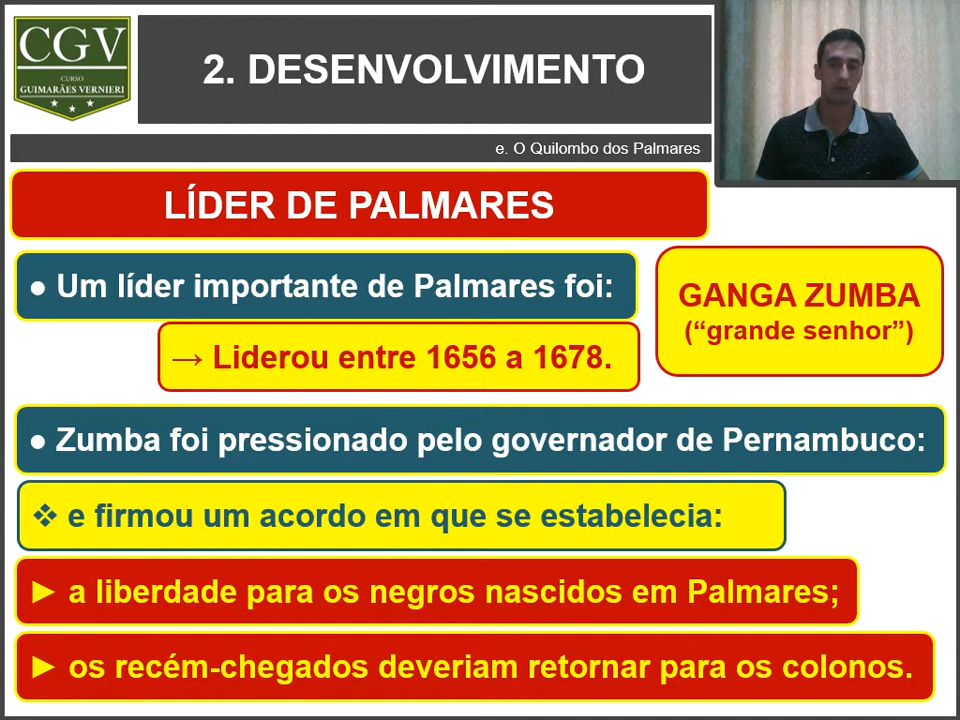 CGV
CURSO
GUIMARÃES VERNIERI
2. DESENVOLVIMENTO
e. O Quilombo dos Palmares
LÍDER DE PALMARES
● Um líder importante de Palmares foi:
GANGA ZUMBA
(“grande senhor”)
→ Liderou entre 1656 a 1678.
● Zumba foi pressionado pelo governador de Pernambuco:
❖ e firmou um acordo em que se estabelecia:
► a liberdade para os negros nascidos em Palmares;
► os recém-chegados deveriam retornar para os colonos.